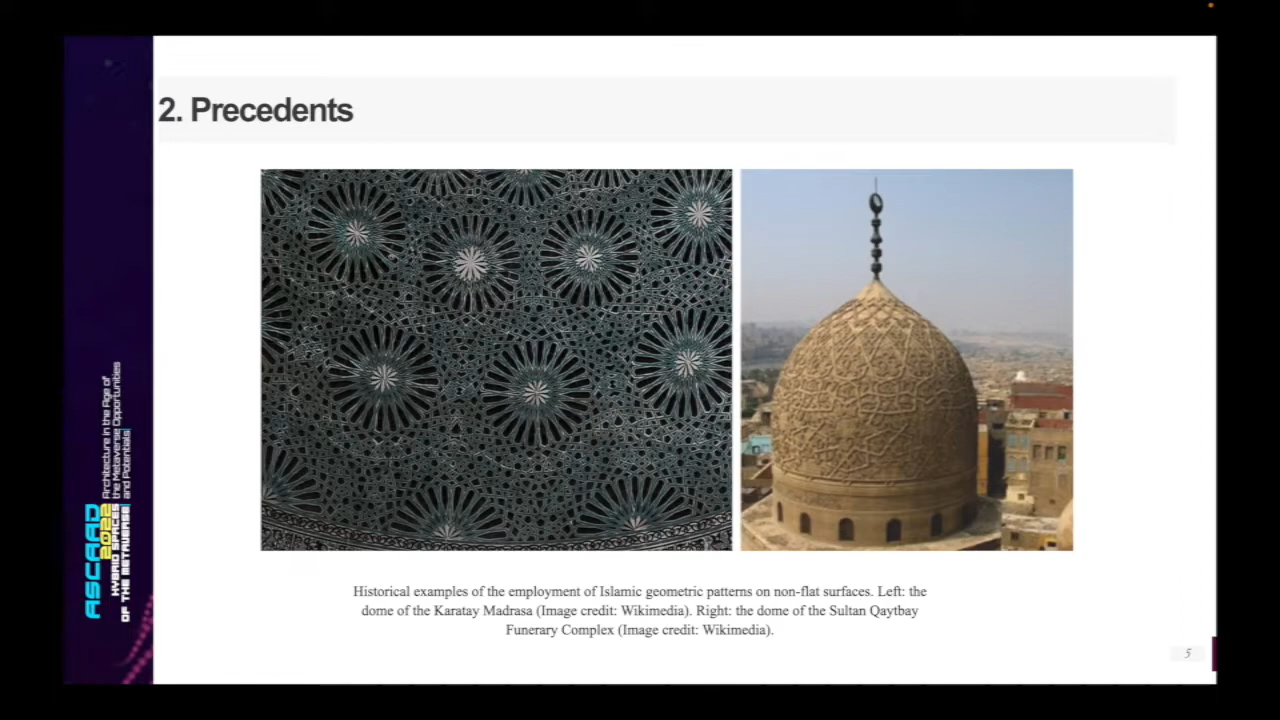 2. Precedents
Historical examples of the employment of Islamic geometric patterns on non-flat surfaces. Left: the
dome of the Karatay Madrasa (Image credit: Wikimedia). Right: the dome of the Sultan Qaytbay
Funerary Complex (Image credit: Wikimedia).
5
ASCAAD
2022
Architecture in the Age of
HYBRID SPACES
the Metaverse Opportunities
OF THE METAVERSE
and Potentials